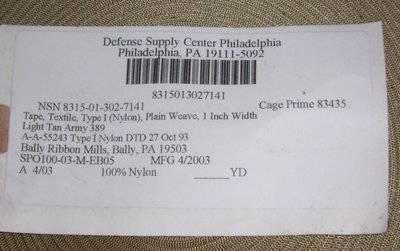 Defense Supply Center Philadelphia
Philadelphia, PA 19111-5092
8315013027141
NSN 8315-01-302-7141 Cage Prime 83435
Tape, Textile, Type I (Nylon), Plain Weave, 1 Inch Width
Light Tan Army 389
A-A-55243 Type I Nylon DTD 27 Oct 93
Bally Ribbon Mills, Bally, PA 19503
SPO100-03-M-EB05 MFG 4/2003
A 4/03 100% Nylon ______YD